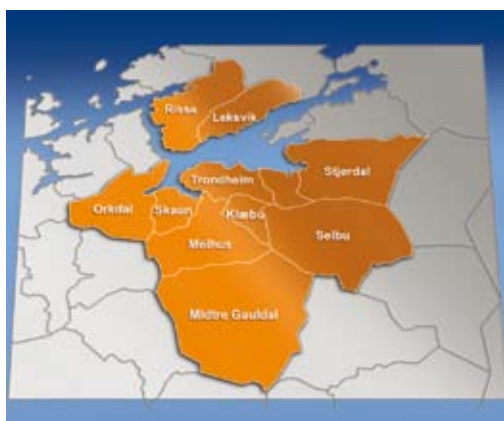 Rissa
Leksvik
Trondheim
Stjørdal
Orkdal
Skaun
Klæbu
Selbu
Melhus
Midtre Gauldal